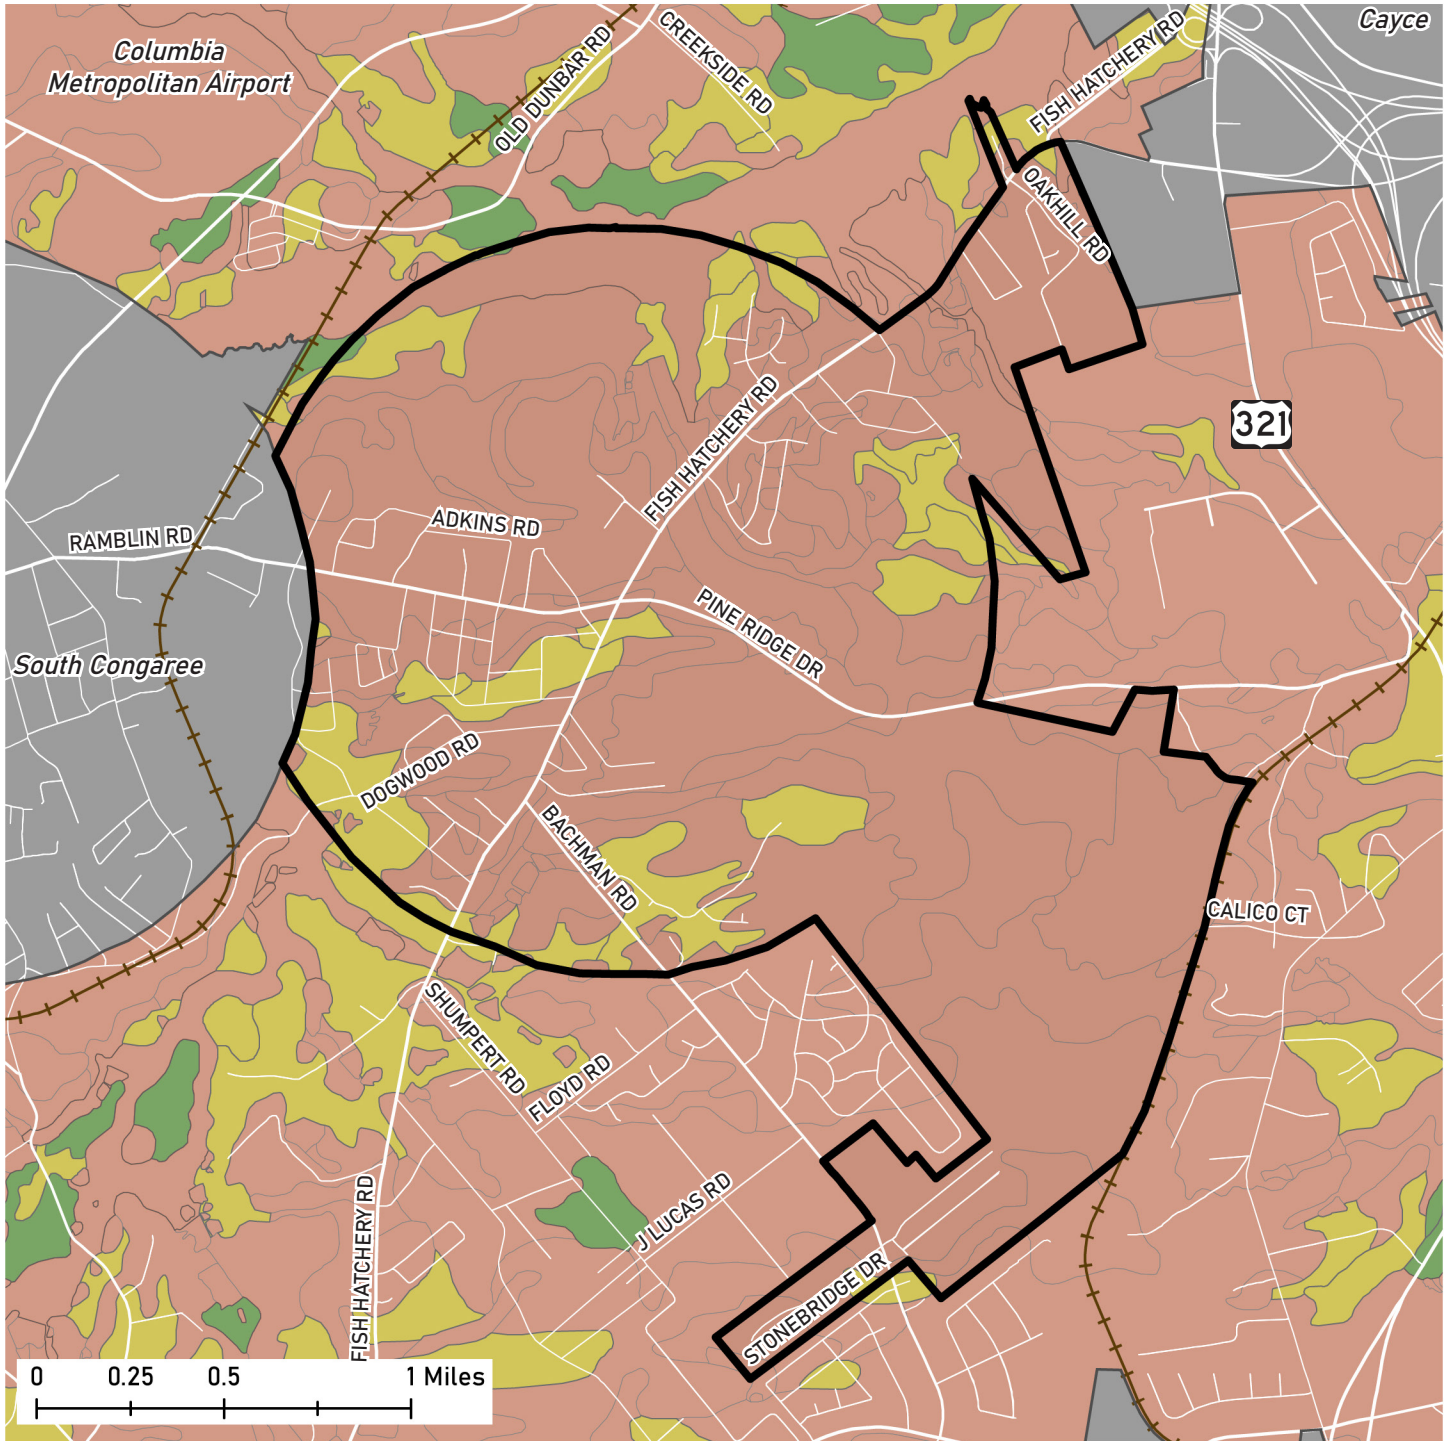 Cayce
Columbia
Metropolitan Airport
CREEKSIDE RD
FISH HATCHERY RD
OLD DUNBAR RD
OAKHILL RD
321
FISH HATCHERY RD
ADKINS RD
RAMBLIN RD
PINE RIDGE DR
South Congaree
DOGWOOD RD
BACHMAN RD
CALICO CT
SHUMPERT RD
FLOYD RD
J LUCAS RD
FISH HATCHERY RD
STONEBRIDGE DR
0 0.25 0.5 1 Miles